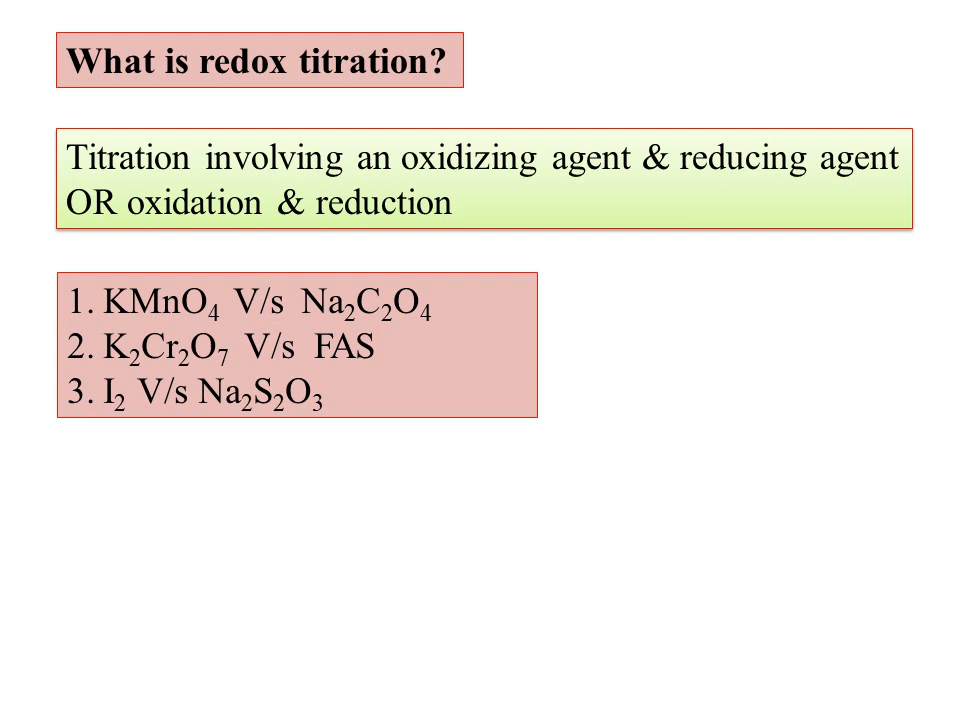 What is redox titration?
Titration involving an oxidizing agent & reducing agent
OR oxidation & reduction
1. KMnO₄ V/s Na₂C₂O₄
2. K₂Cr₂O₇ V/s FAS
3. I₂ V/s Na₂S₂O₃